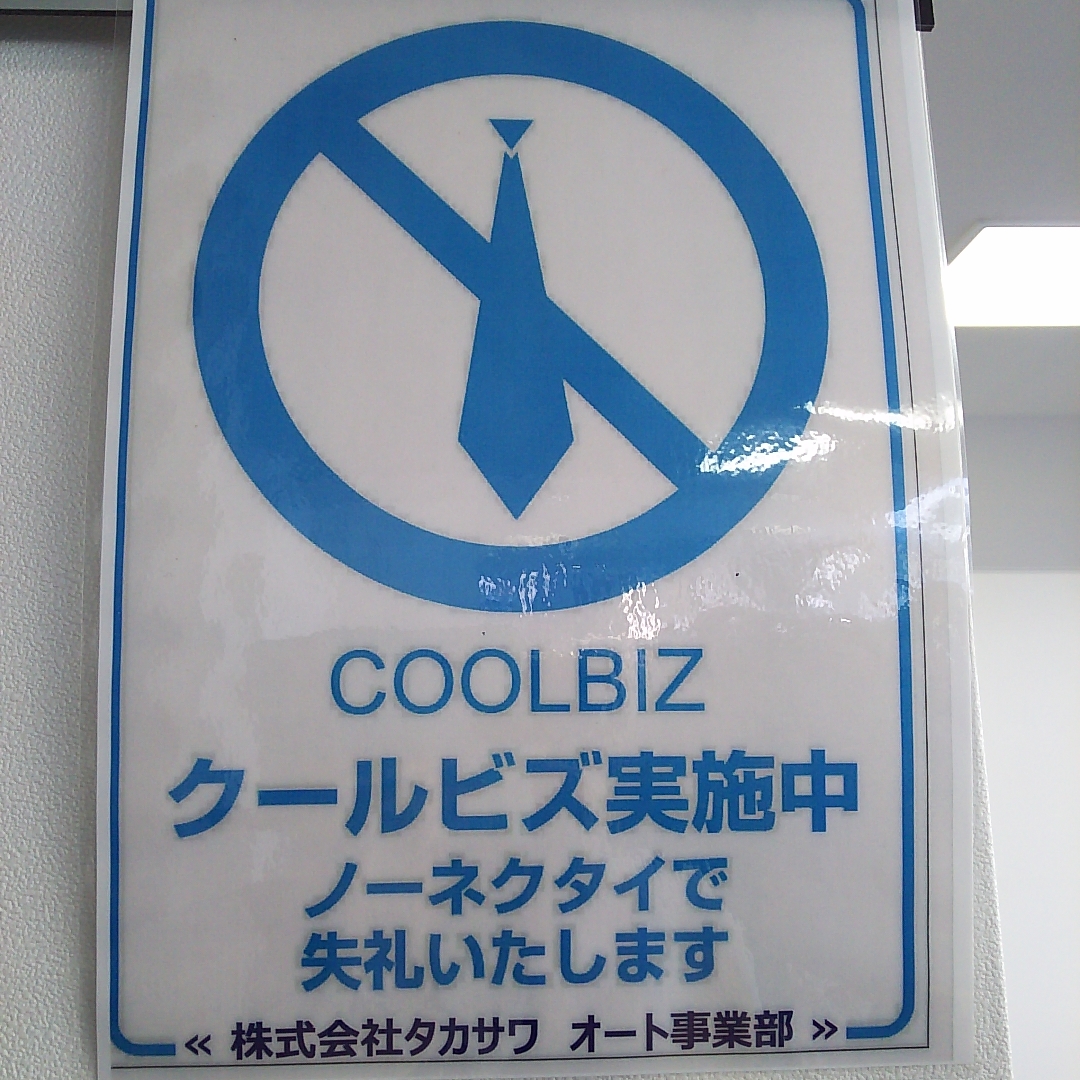 COOLBIZ
クールビズ実施中
ノーネクタイで
失礼いたします
≪ 株式会社タカサワ オート事業部 ≫